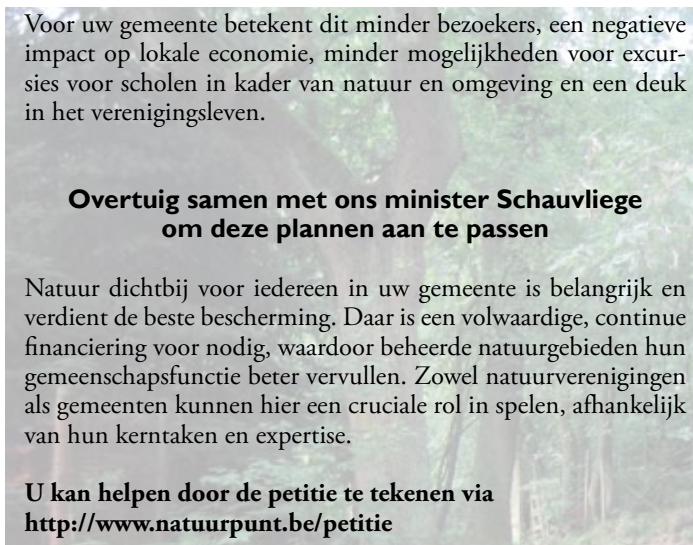 Voor uw gemeente betekent dit minder bezoekers, een negatieve
impact op lokale economie, minder mogelijkheden voor excur-
sies voor scholen in kader van natuur en omgeving en een deuk
in het verenigingsleven.
Overtuig samen met ons minister Schauvliege
om deze plannen aan te passen
Natuur dichtbij voor iedereen in uw gemeente is belangrijk en
verdient de beste bescherming. Daar is een volwaardige, continue
financiering voor nodig, waardoor beheerde natuurgebieden hun
gemeenschapsfunctie beter vervullen. Zowel natuurverenigingen
als gemeenten kunnen hier een cruciale rol in spelen, afhankelijk
van hun kerntaken en expertise.
U kan helpen door de petitie te tekenen via
http://www.natuurpunt.be/petitie